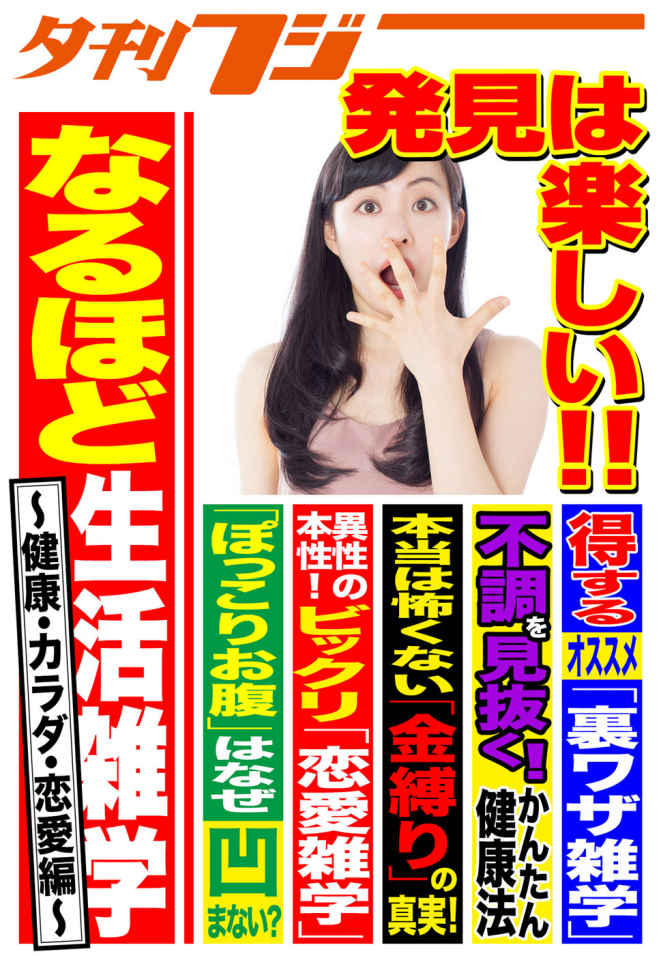 夕刊フジ
発見は
楽しい!!
なるほど生活雑学
〜健康・カラダ・恋愛編〜
得するオススメ「裏ワザ雑学」
不調を見抜く!かんたん健康法
本当は怖くない「金縛り」の真実!
異性の本性!ビックリ「恋愛雑学」
「ぽっこりお腹」はなぜ凹まない?